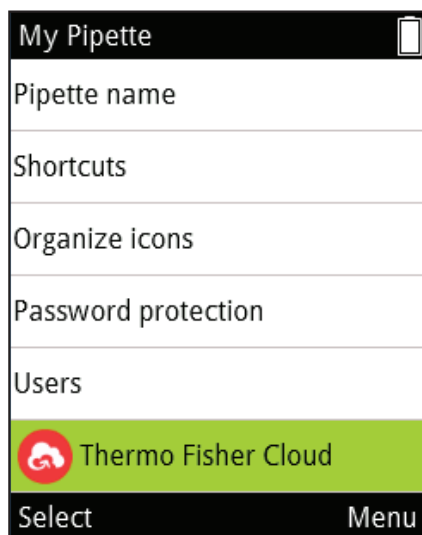 My Pipette
Pipette name
Shortcuts
Organize icons
Password protection
Users
Thermo Fisher Cloud
Select Menu